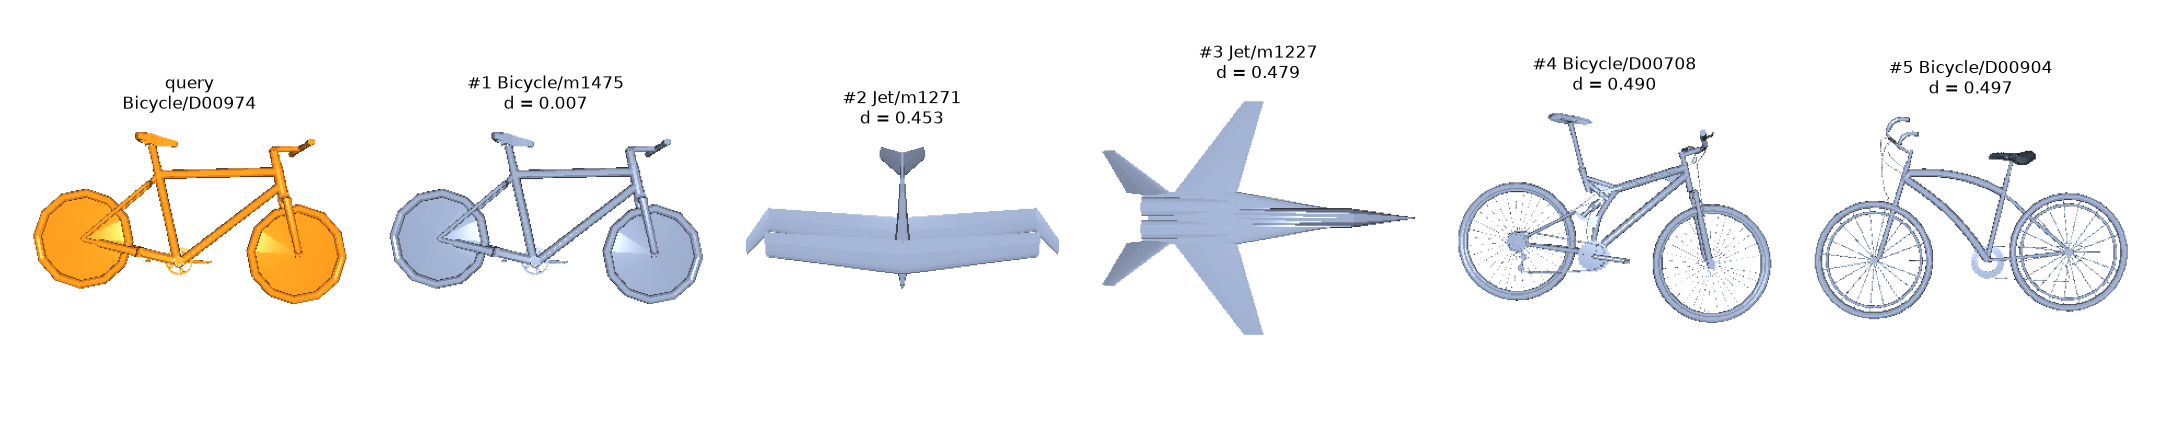 query
Bicycle/D00974
#1 Bicycle/m1475
d = 0.007
#2 Jet/m1271
d = 0.453
#3 Jet/m1227
d = 0.479
#4 Bicycle/D00708
d = 0.490
#5 Bicycle/D00904
d = 0.497